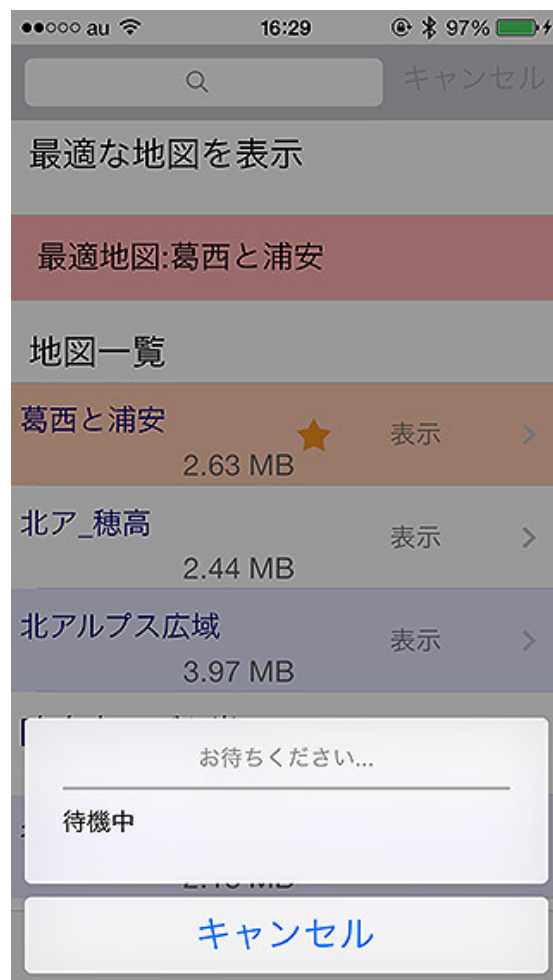 au 16:29 97%
キャンセル
最適な地図を表示
最適地図:葛西と浦安
地図一覧
葛西と浦安
表示
2.63 MB
北ア_穂高
表示
2.44 MB
北アルプス広域
表示
3.97 MB
お待ちください...
待機中
キャンセル